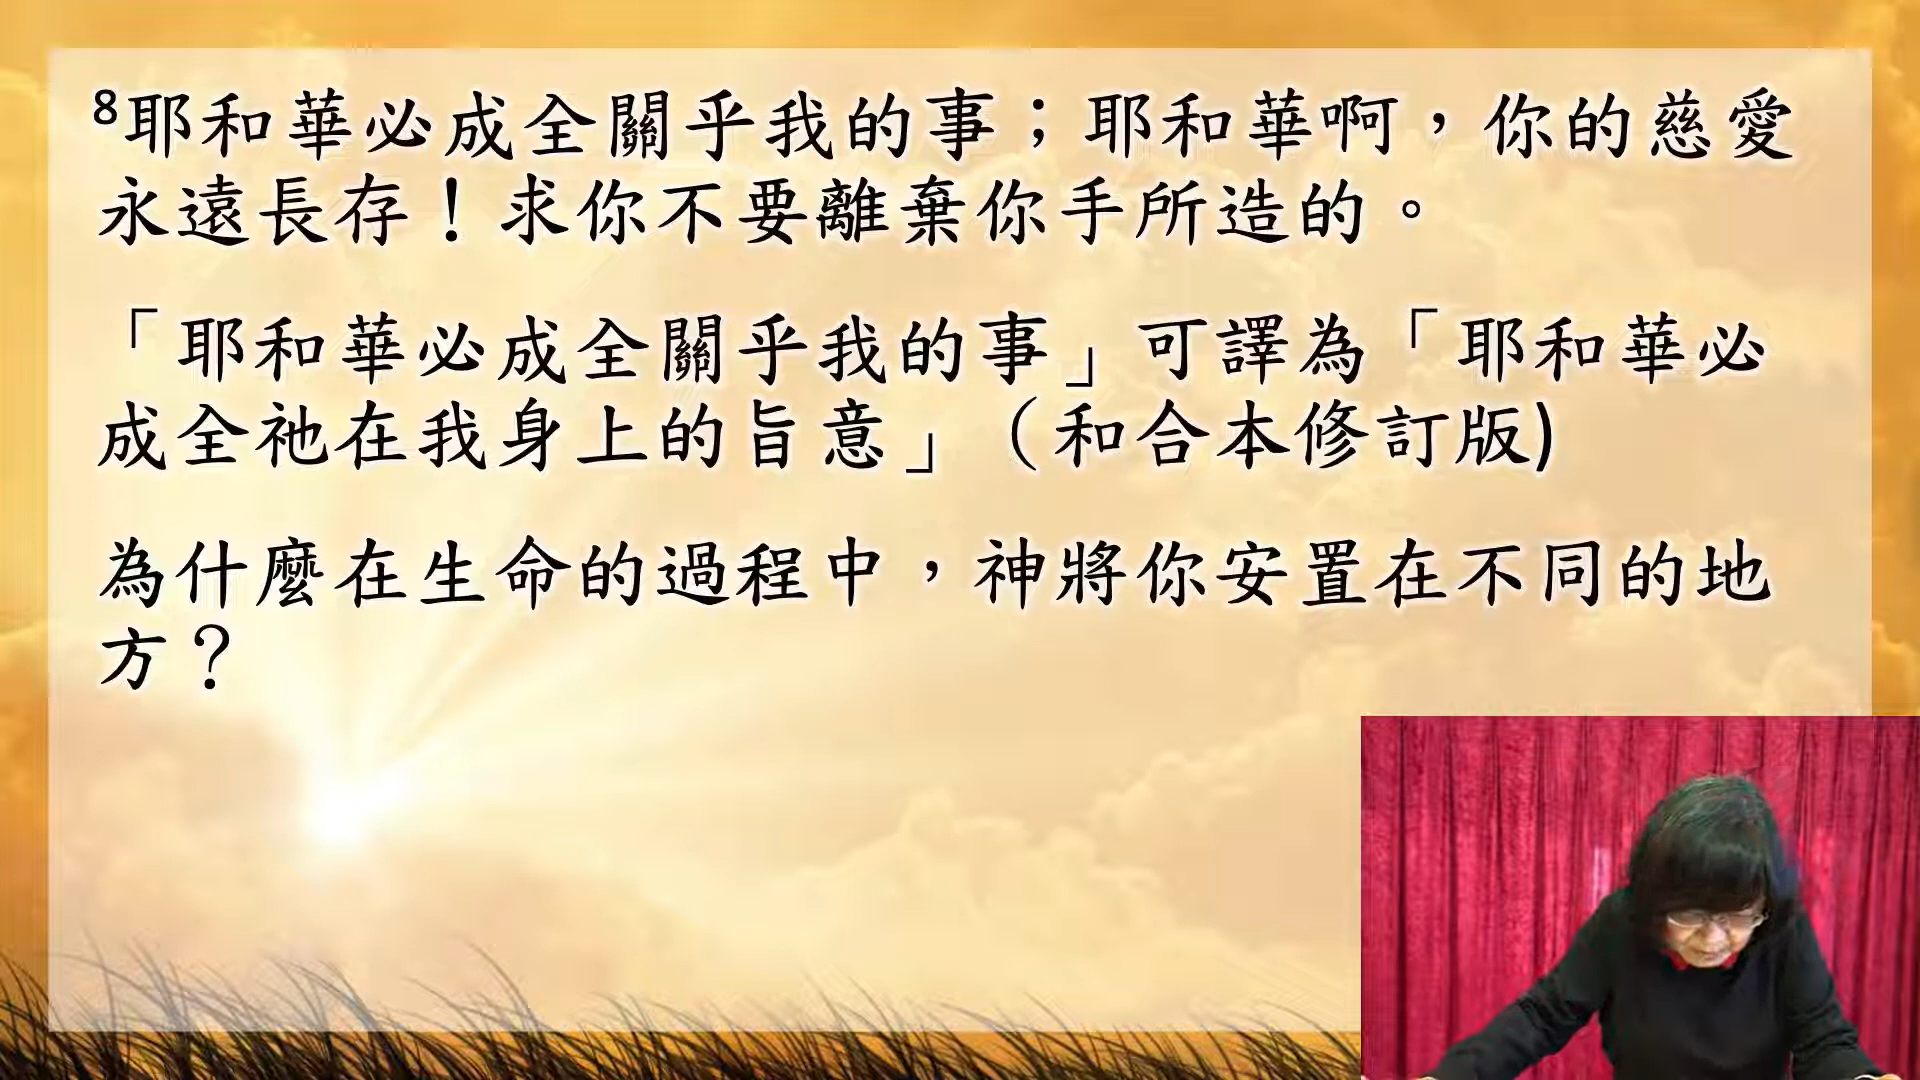 8耶和華必成全關乎我的事；耶和華啊，你的慈愛
永遠長存！求你不要離棄你手所造的。
「耶和華必成全關乎我的事」可譯為「耶和華必
成全祂在我身上的旨意」（和合本修訂版)
為什麼在生命的過程中，神將你安置在不同的地
方？